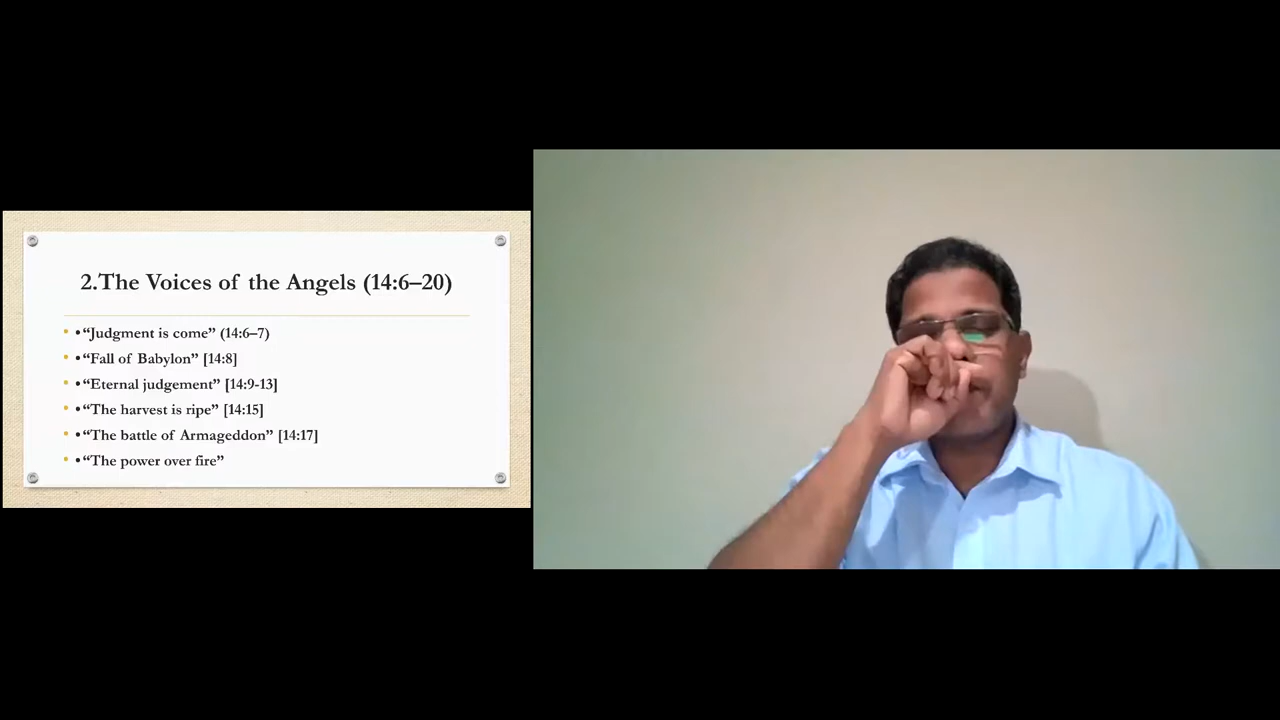 2.The Voices of the Angels (14:6–20)
• “Judgment is come” (14:6–7)
• “Fall of Babylon” [14:8]
• “Eternal judgement” [14:9-13]
• “The harvest is ripe” [14:15]
• “The battle of Armageddon” [14:17]
• “The power over fire”